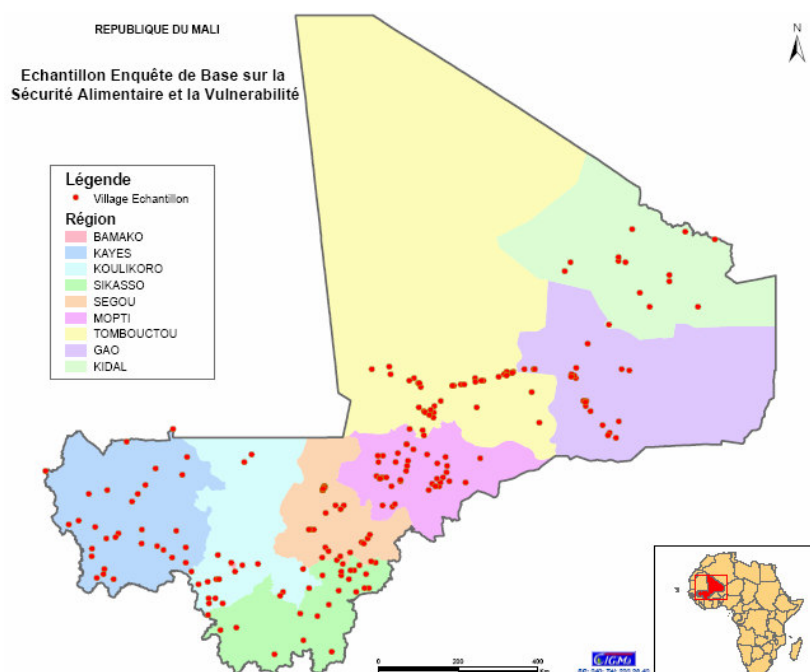 REPUBLIQUE DU MALI
N
Echantillon Enquête de Base sur la
Sécurité Alimentaire et la Vulnerabilité
Légende
Village Echantillon
Région
BAMAKO
KAYES
KOULIKORO
SIKASSO
SEGOU
MOPTI
TOMBOUCTOU
GAO
KIDAL
0 200 400
Km